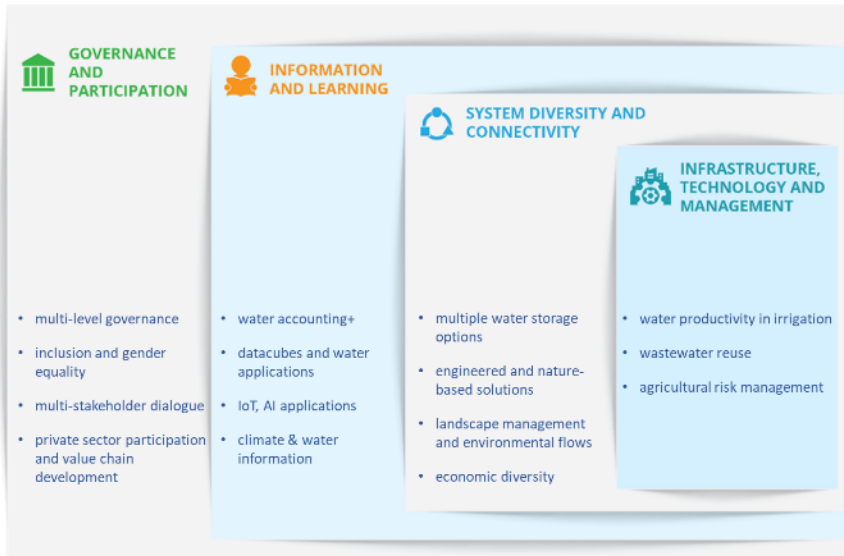 GOVERNANCE
AND
PARTICIPATION
• multi-level governance
• inclusion and gender
equality
• multi-stakeholder dialogue
• private sector participation
and value chain
development
INFORMATION
AND LEARNING
• water accounting+
• datacubes and water
applications
• IoT, AI applications
• climate & water
information
SYSTEM DIVERSITY AND
CONNECTIVITY
• multiple water storage
options
• engineered and nature-
based solutions
• landscape management
and environmental flows
• economic diversity
INFRASTRUCTURE,
TECHNOLOGY AND
MANAGEMENT
• water productivity in irrigation
• wastewater reuse
• agricultural risk management